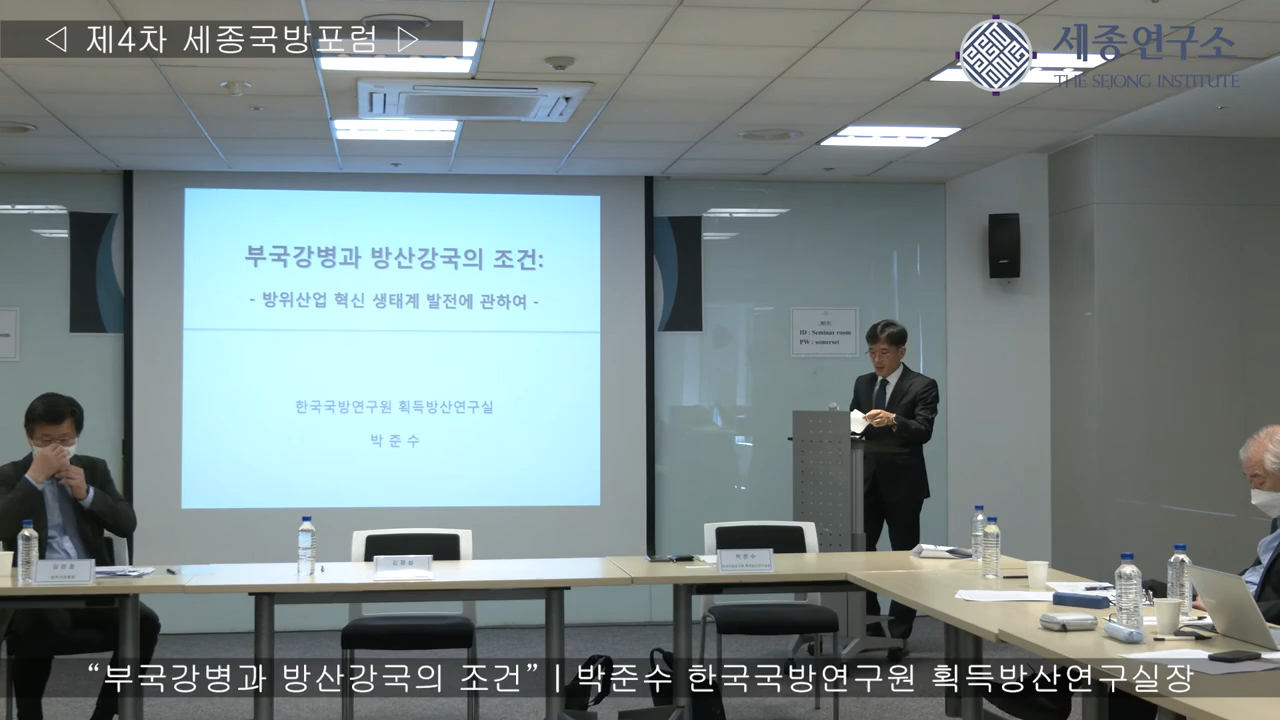 ◁ 제4차 세종국방포럼 ▷
세종연구소
THE SEJONG INSTITUTE
부국강병과 방산강국의 조건:
- 방위산업 혁신 생태계 발전에 관하여 -
한국국방연구원 획득방산연구실
박 준 수
ID : Seminar room
PW : somerset
박준수
“부국강병과 방산강국의 조건” | 박준수 한국국방연구원 획득방산연구실장